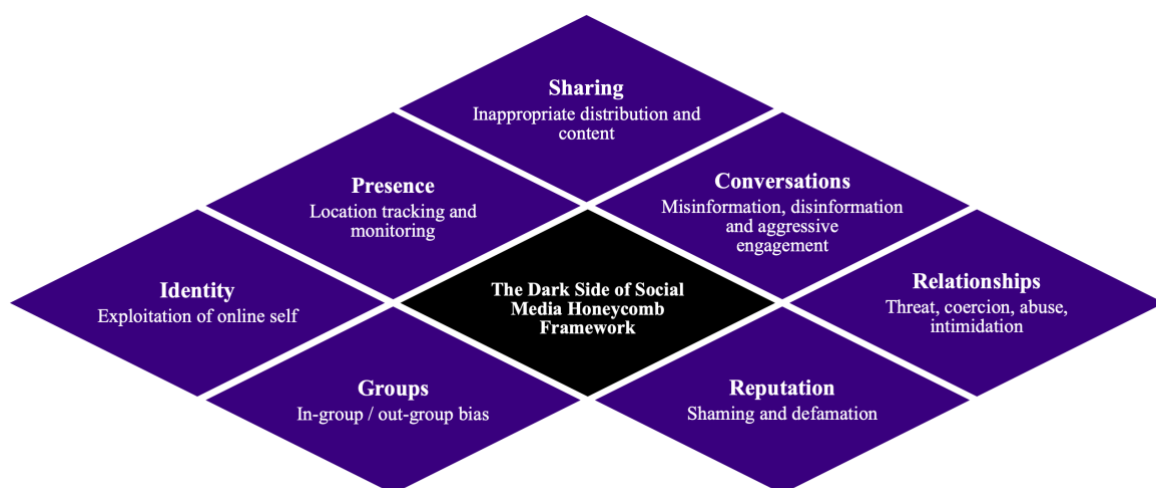 Sharing
Inappropriate distribution and
content
Presence
Location tracking and
monitoring
Conversations
Misinformation, disinformation
and aggressive
engagement
Identity
Exploitation of online self
The Dark Side of Social
Media Honeycomb
Framework
Relationships
Threat, coercion, abuse,
intimidation
Groups
In-group / out-group bias
Reputation
Shaming and defamation